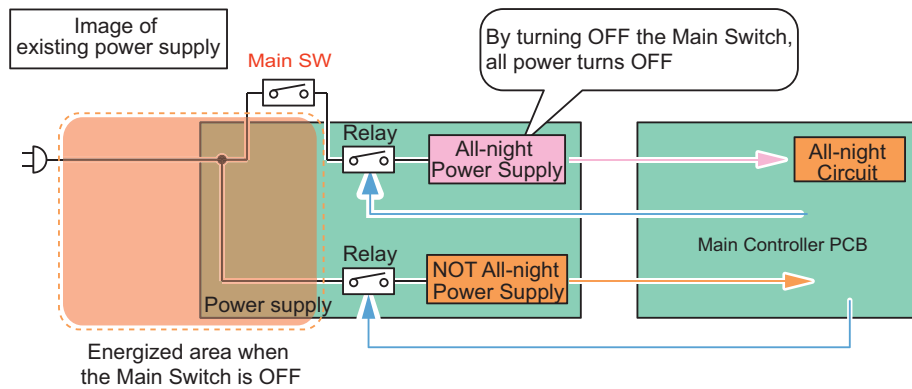 Image of
existing power supply
Main SW
By turning OFF the Main Switch,
all power turns OFF
Relay
All-night
Power Supply
All-night
Circuit
Main Controller PCB
Relay
NOT All-night
Power Supply
Power supply
Energized area when
the Main Switch is OFF